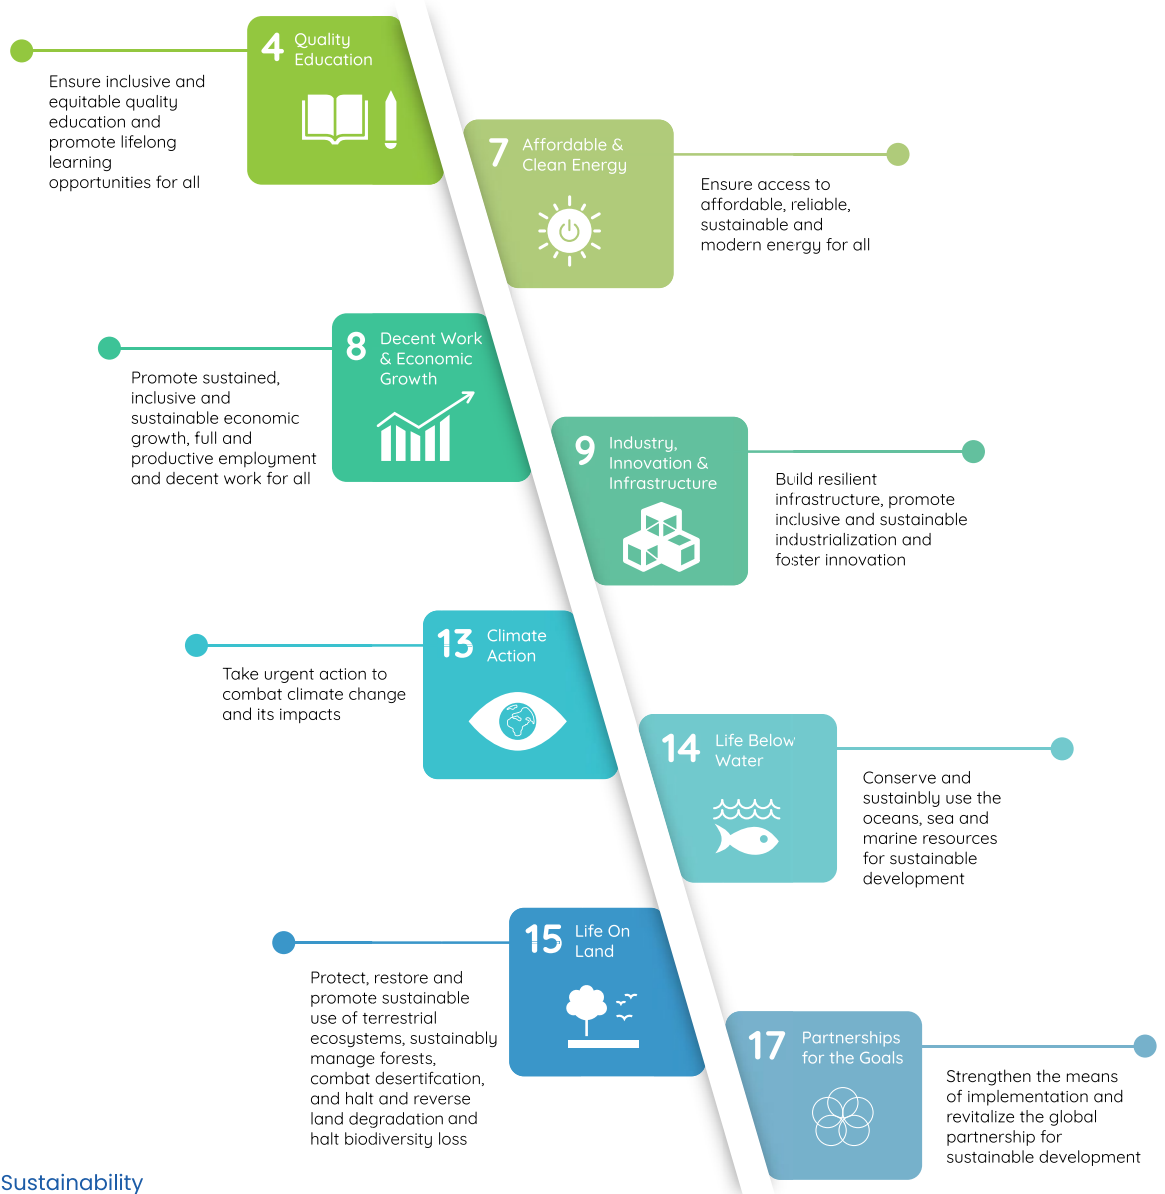 4 Quality
Education
Ensure inclusive and
equitable quality
education and
promote lifelong
learning
opportunities for all
7 Affordable &
Clean Energy
Ensure access to
affordable, reliable,
sustainable and
modern energy for all
8 Decent Work
& Economic
Growth
Promote sustained,
inclusive and
sustainable economic
growth, full and
productive employment
and decent work for all
9 Industry,
Innovation &
Infrastructure
Build resilient
infrastructure, promote
inclusive and sustainable
industrialization and
foster innovation
13 Climate
Action
Take urgent action to
combat climate change
and its impacts
14 Life Below
Water
Conserve and
sustainbly use the
oceans, sea and
marine resources
for sustainable
development
15 Life On
Land
Protect, restore and
promote sustainable
use of terrestrial
ecosystems, sustainably
manage forests,
combat desertifcation,
and halt and reverse
land degradation and
halt biodiversity loss
17 Partnerships
for the Goals
Strengthen the means
of implementation and
revitalize the global
partnership for
sustainable development
Sustainability